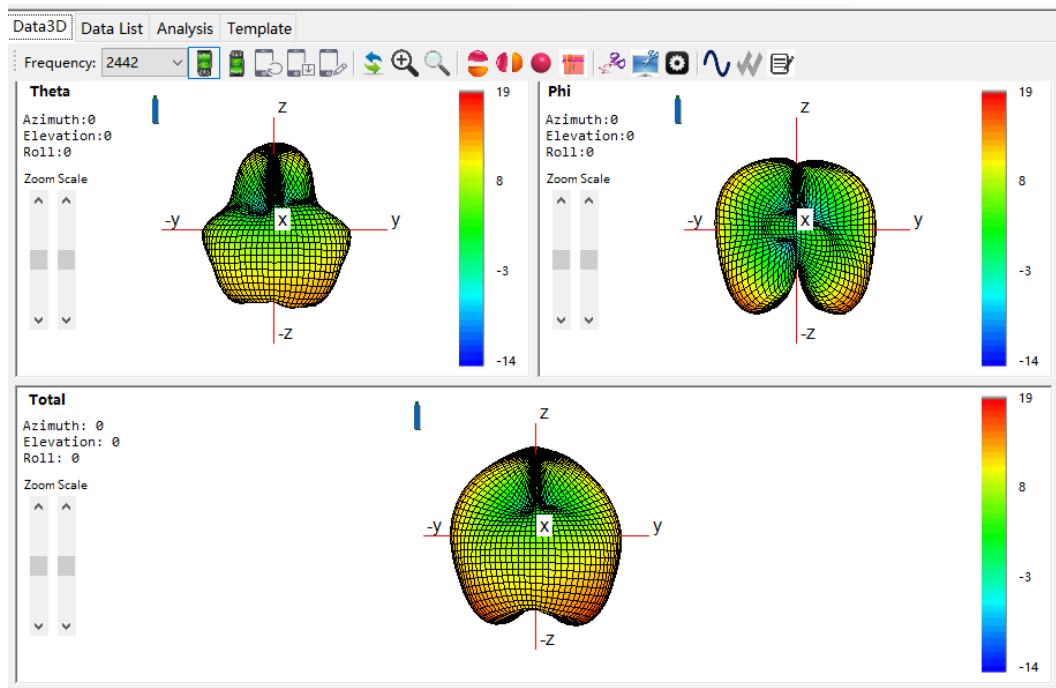 Data3D Data List Analysis Template
Frequency: 2442
Theta
Azimuth:0
Elevation:0
Roll:0
Zoom Scale
z
-y
X
y
-z
19
8
-3
-14
Phi
Azimuth:0
Elevation:0
Roll:0
Zoom Scale
z
-y
X
y
-z
19
8
-3
-14
Total
Azimuth: 0
Elevation: 0
Roll: 0
Zoom Scale
z
-y
X
y
-z
19
8
-3
-14